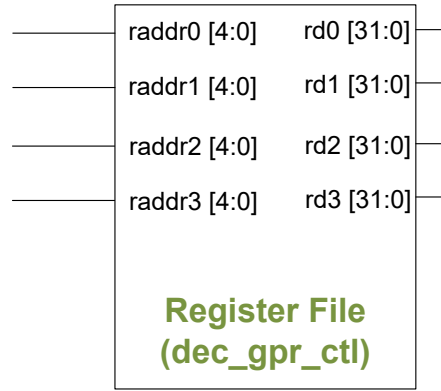 raddr0 [4:0] rd0 [31:0]
raddr1 [4:0] rd1 [31:0]
raddr2 [4:0] rd2 [31:0]
raddr3 [4:0] rd3 [31:0]
Register File
(dec_gpr_ctl)